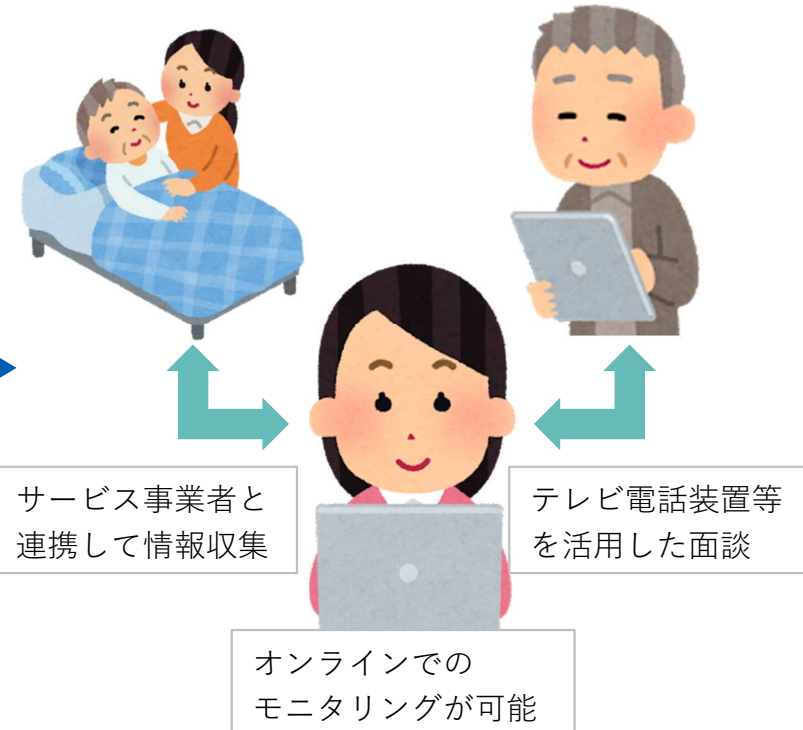 サービス事業者と
連携して情報収集
テレビ電話装置等
を活用した面談
オンラインでの
モニタリングが可能